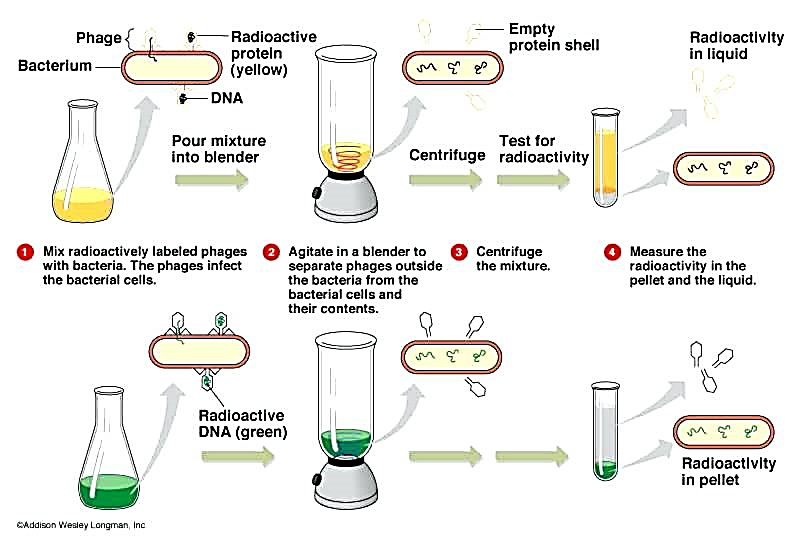 Phage
Bacterium
Radioactive
protein
(yellow)
DNA
Empty
protein shell
Radioactivity
in liquid
Pour mixture
into blender
Centrifuge
Test for
radioactivity
1 Mix radioactively labeled phages
with bacteria. The phages infect
the bacterial cells.
2 Agitate in a blender to
separate phages outside
the bacteria from the
bacterial cells and
their contents.
3 Centrifuge
the mixture.
4 Measure the
radioactivity in the
pellet and the liquid.
Radioactive
DNA (green)
Radioactivity
in pellet
©Addison Wesley Longman, Inc